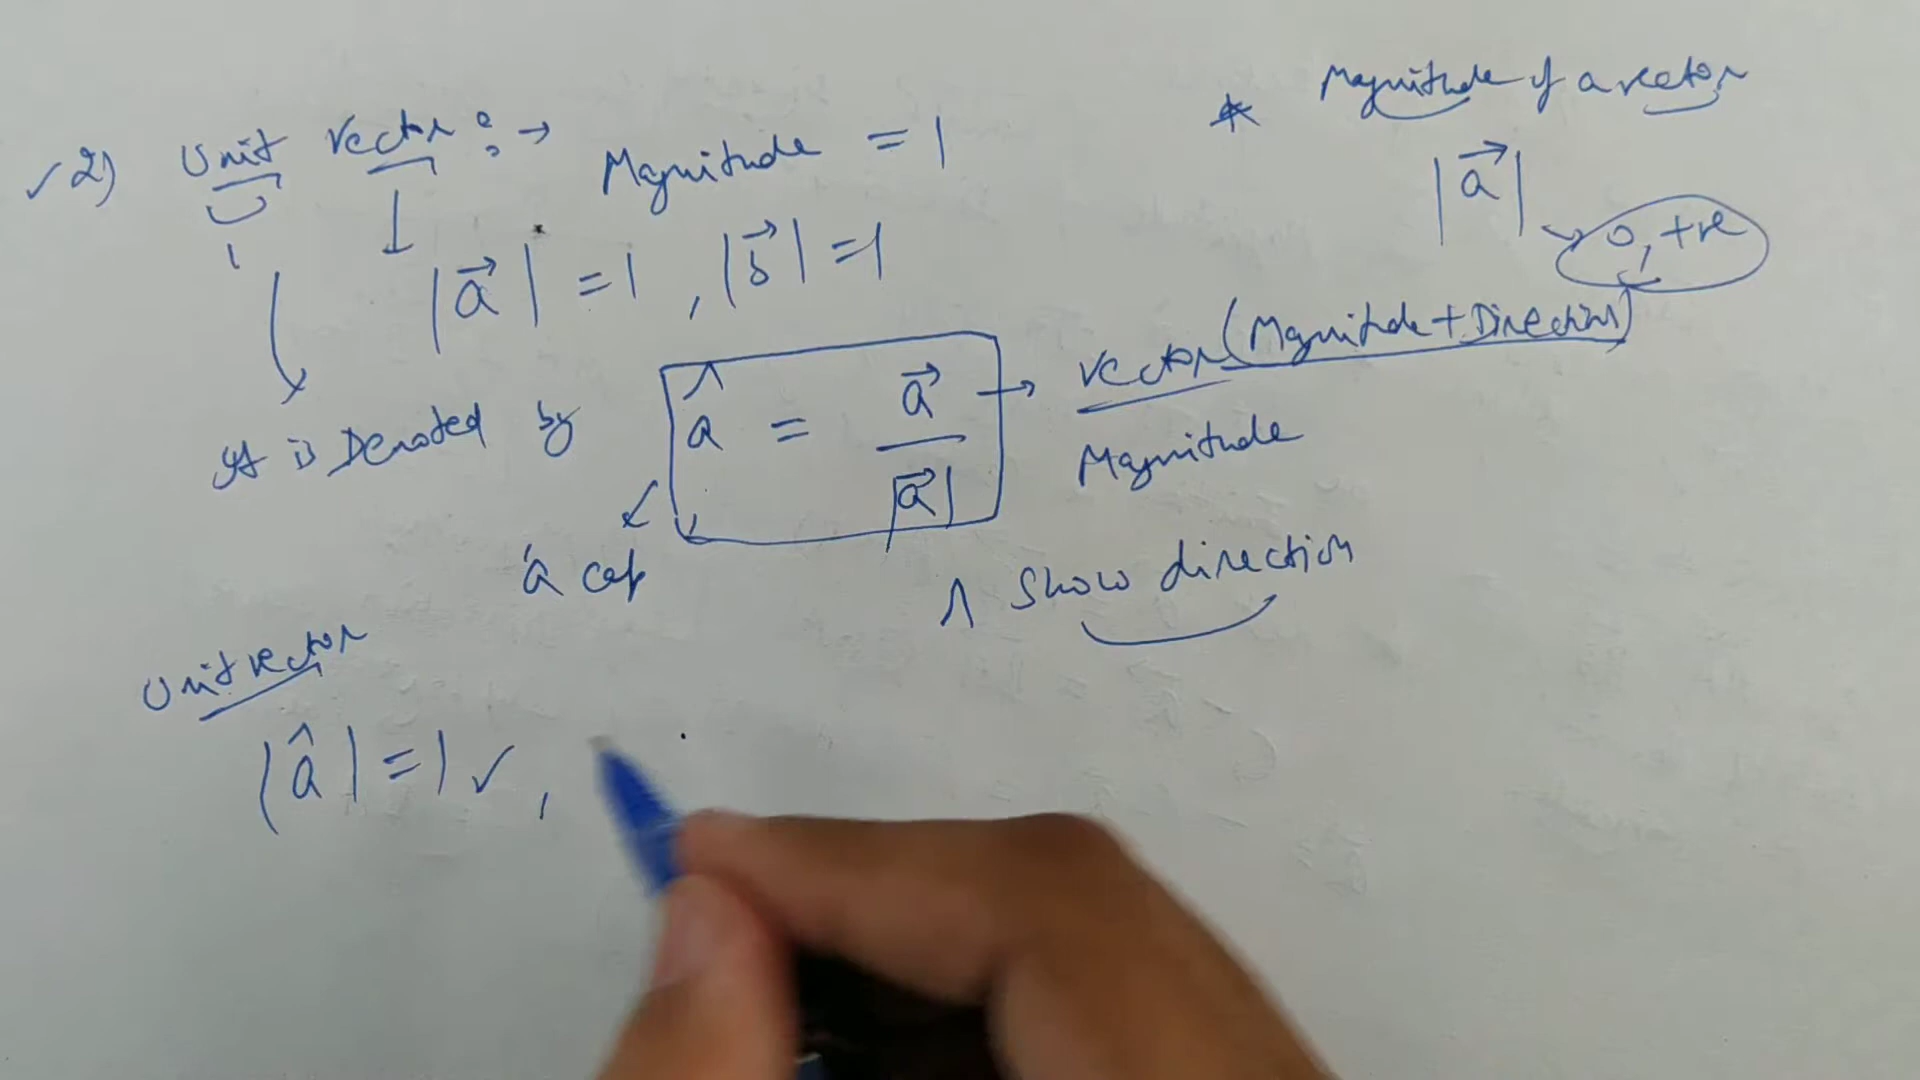 ✓2) Unit Vector : → Magnitude = 1
|a⃗| = 1 , |b⃗| = 1
It is Denoted by â = a⃗ / |a⃗| → Vector (Magnitude + Direction)
Magnitude
'a cap
∧ Show direction
Unit vector
|â| = 1 ✓ ,
* Magnitude of a vector
|a⃗| → 0, +ve